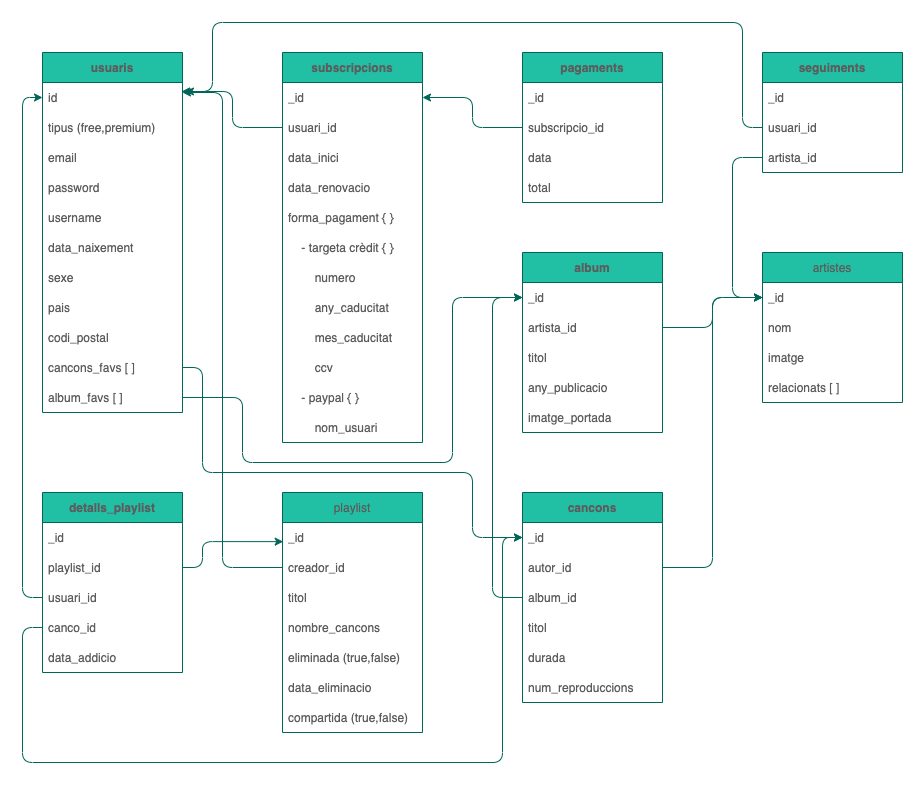 usuaris
id
tipus (free,premium)
email
password
username
data_naixement
sexe
pais
codi_postal
cancons_favs [ ]
album_favs [ ]
subscripcions
_id
usuari_id
data_inici
data_renovacio
forma_pagament { }
- targeta crèdit { }
numero
any_caducitat
mes_caducitat
ccv
- paypal { }
nom_usuari
pagaments
_id
subscripcio_id
data
total
seguiments
_id
usuari_id
artista_id
album
_id
artista_id
titol
any_publicacio
imatge_portada
artistes
_id
nom
imatge
relacionats [ ]
detalls_playlist
_id
playlist_id
usuari_id
canco_id
data_addicio
playlist
_id
creador_id
titol
nombre_cancons
eliminada (true,false)
data_eliminacio
compartida (true,false)
cancons
_id
autor_id
album_id
titol
durada
num_reproduccions